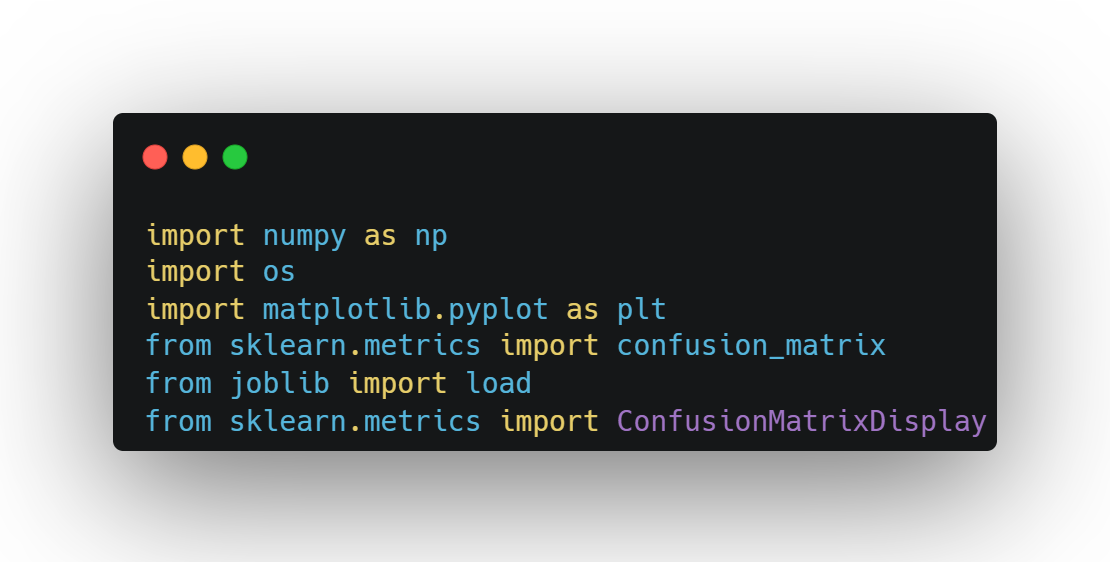 import numpy as np
import os
import matplotlib.pyplot as plt
from sklearn.metrics import confusion_matrix
from joblib import load
from sklearn.metrics import ConfusionMatrixDisplay